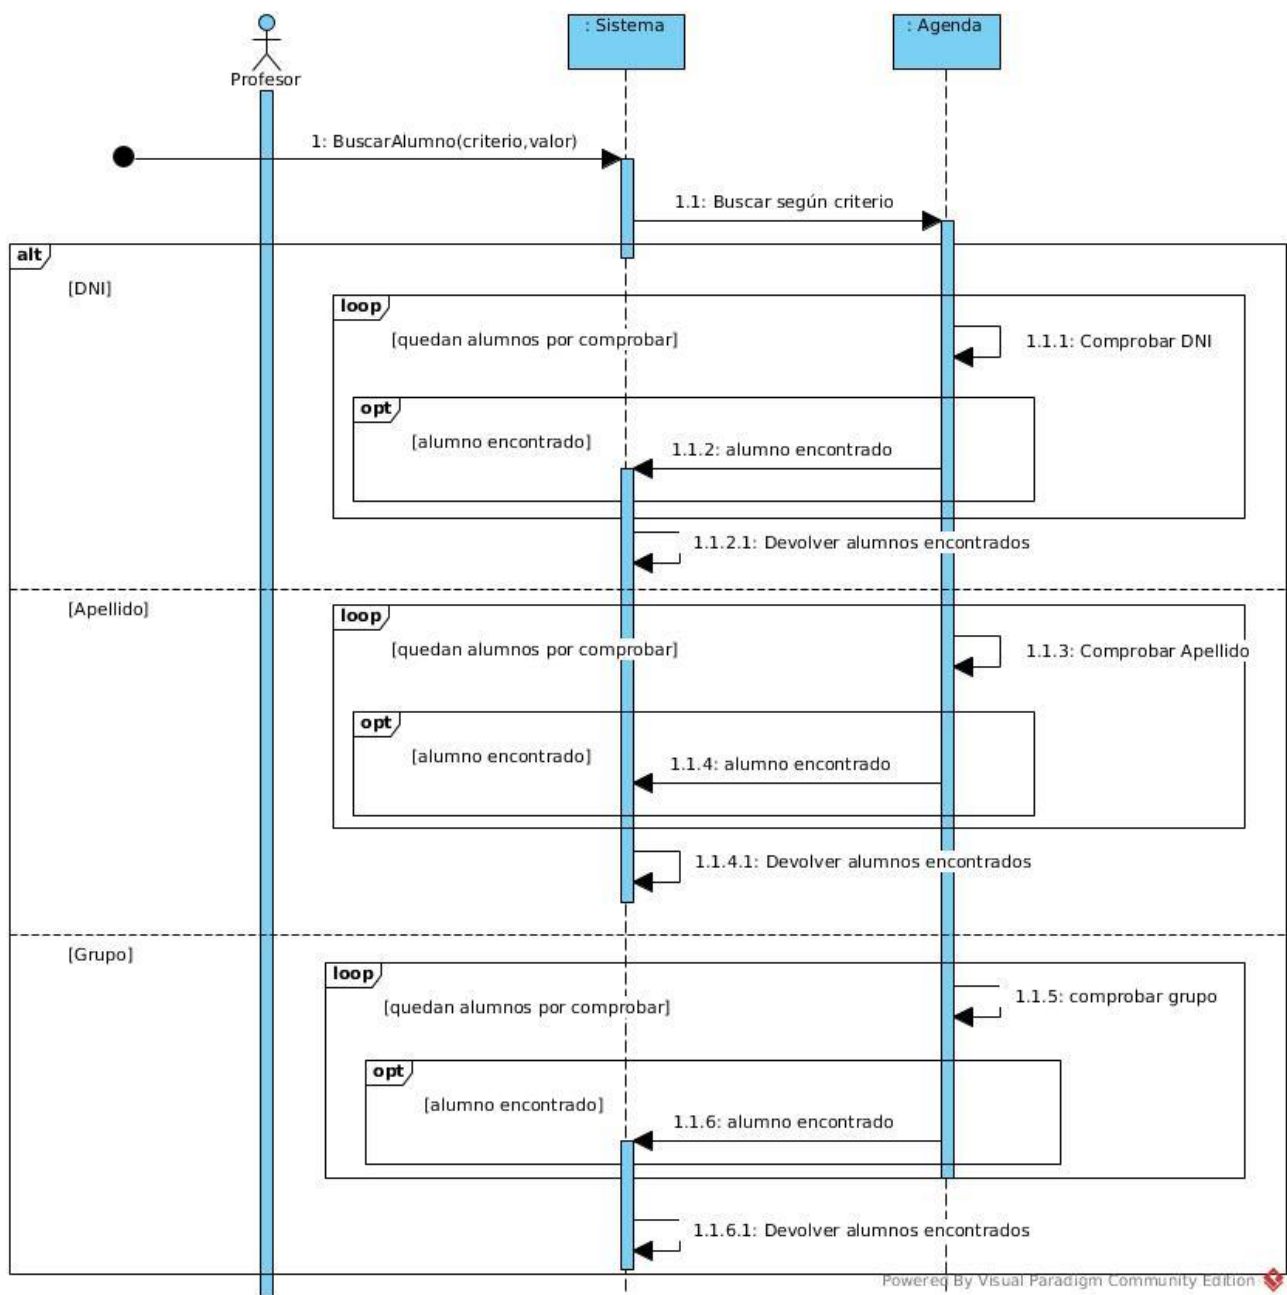 : Sistema
: Agenda
Profesor
1: BuscarAlumno(criterio,valor)
1.1: Buscar según criterio
alt
[DNI]
loop
[quedan alumnos por comprobar]
1.1.1: Comprobar DNI
opt
[alumno encontrado]
1.1.2: alumno encontrado
1.1.2.1: Devolver alumnos encontrados
[Apellido]
loop
[quedan alumnos por comprobar]
1.1.3: Comprobar Apellido
opt
[alumno encontrado]
1.1.4: alumno encontrado
1.1.4.1: Devolver alumnos encontrados
[Grupo]
loop
[quedan alumnos por comprobar]
1.1.5: comprobar grupo
opt
[alumno encontrado]
1.1.6: alumno encontrado
1.1.6.1: Devolver alumnos encontrados
Powered By Visual Paradigm Community Edition